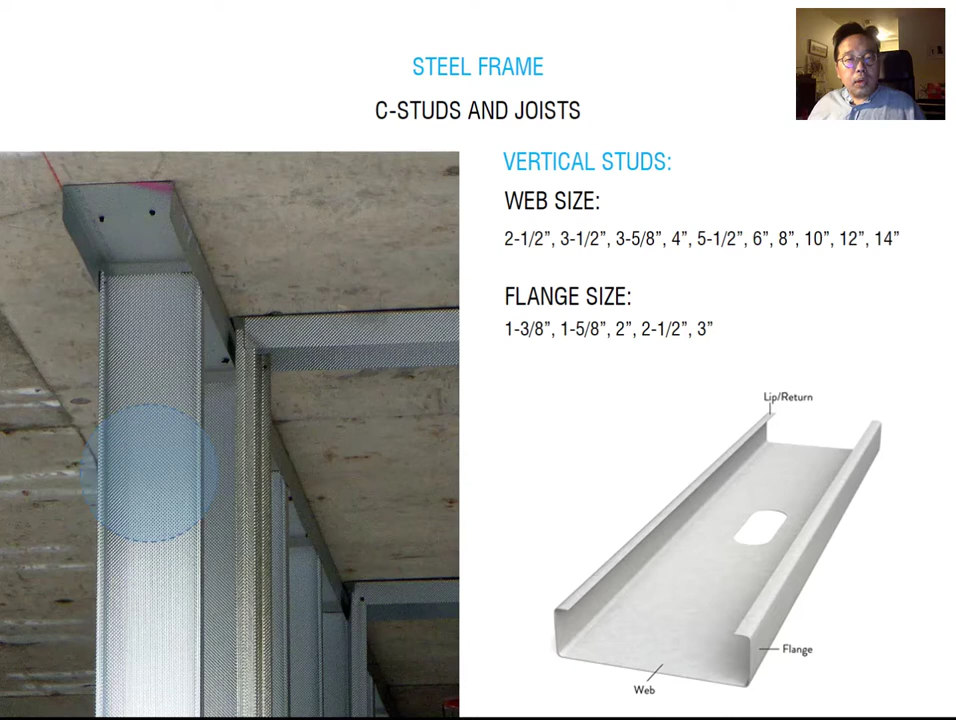 STEEL FRAME
C-STUDS AND JOISTS
VERTICAL STUDS:
WEB SIZE:
2-1/2”, 3-1/2”, 3-5/8”, 4”, 5-1/2”, 6”, 8”, 10”, 12”, 14”
FLANGE SIZE:
1-3/8”, 1-5/8”, 2”, 2-1/2”, 3”
Lip/Return
Flange
Web